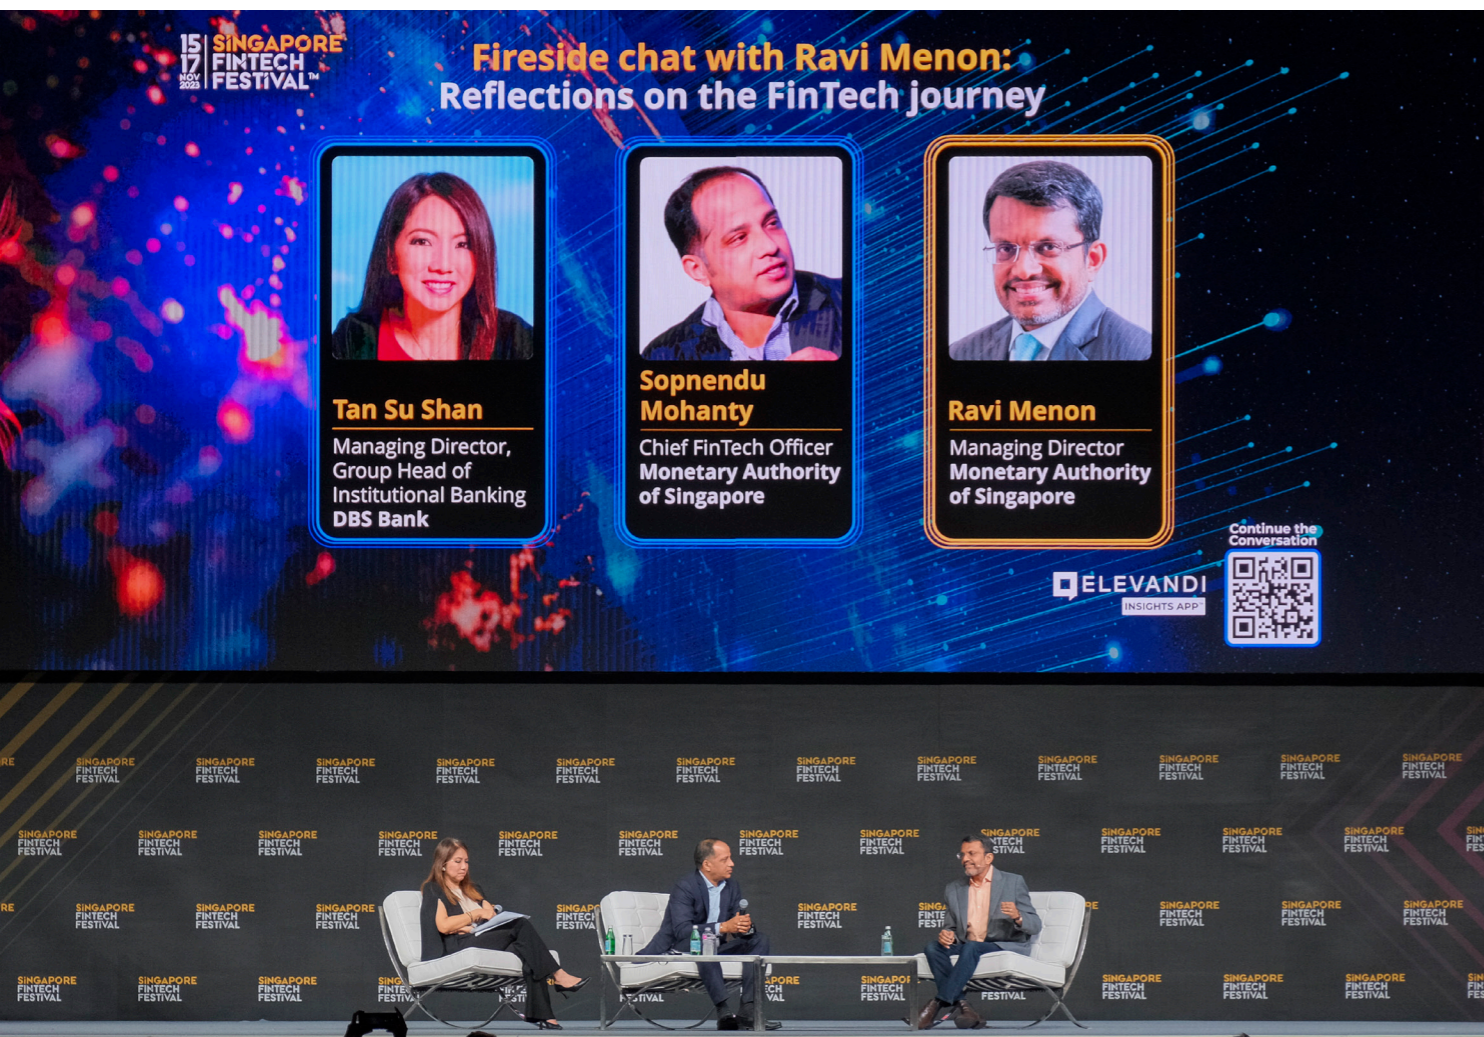 15
17
NOV
2023
SiNGAPORE
FINTECH
FESTIVAL™
Fireside chat with Ravi Menon:
Reflections on the FinTech journey
Tan Su Shan
Managing Director,
Group Head of
Institutional Banking
DBS Bank
Sopnendu
Mohanty
Chief FinTech Officer
Monetary Authority
of Singapore
Ravi Menon
Managing Director
Monetary Authority
of Singapore
Continue the
Conversation
ELEVANDI
INSIGHTS APP™
SiNGAPORE
FINTECH
FESTIVAL